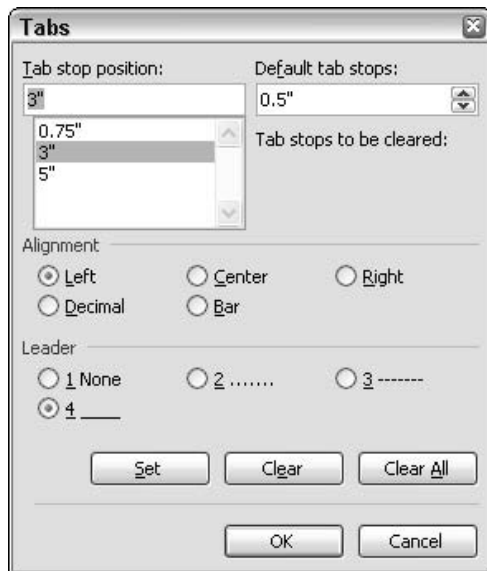 Tabs
Tab stop position: Default tab stops:
3" 0.5"
0.75" Tab stops to be cleared:
3"
5"
Alignment
Left Center Right
Decimal Bar
Leader
1 None 2 ....... 3 -------
4 ____
Set Clear Clear All
OK Cancel